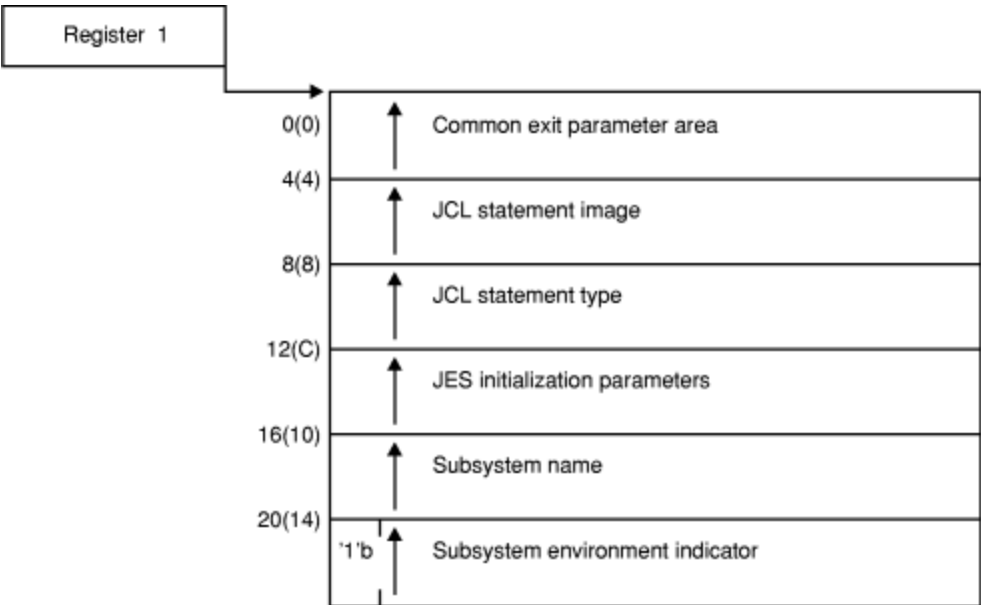 Register 1
0(0) Common exit parameter area
4(4)
JCL statement image
8(8)
JCL statement type
12(C)
JES initialization parameters
16(10)
Subsystem name
20(14)
'1'b Subsystem environment indicator